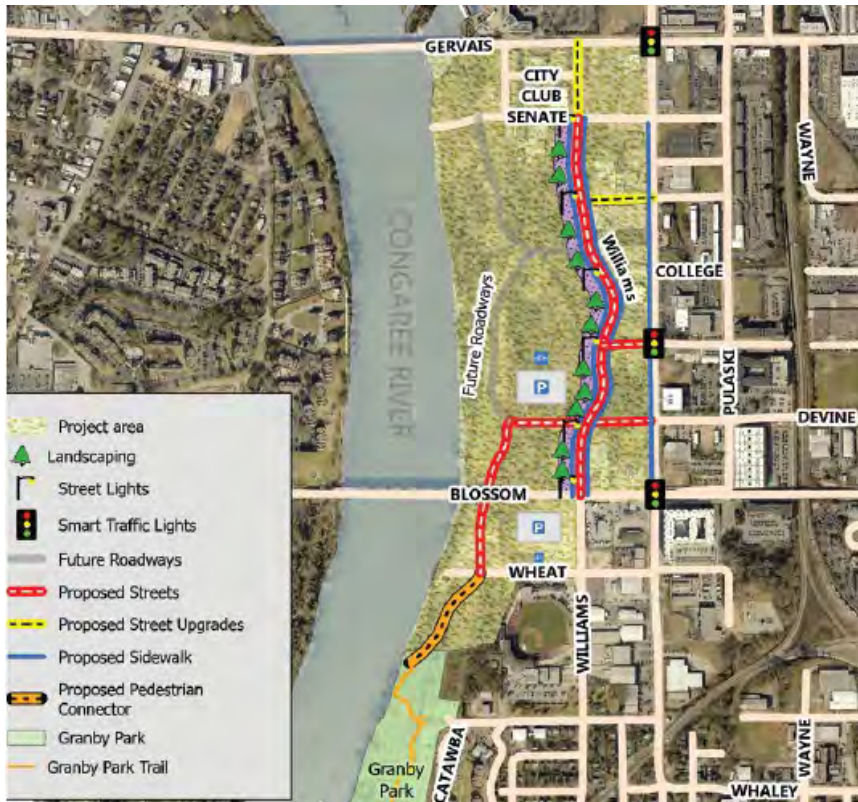 GERVAIS
CITY
CLUB
SENATE
WAYNE
CONGAREE RIVER
Williams
COLLEGE
Future Roadways
PULASKI
P
DEVINE
BLOSSOM
P
WHEAT
WILLIAMS
CATAWBA
WAYNE
WHALEY
Granby
Park
Project area
Landscaping
Street Lights
Smart Traffic Lights
Future Roadways
Proposed Streets
Proposed Street Upgrades
Proposed Sidewalk
Proposed Pedestrian
Connector
Granby Park
Granby Park Trail